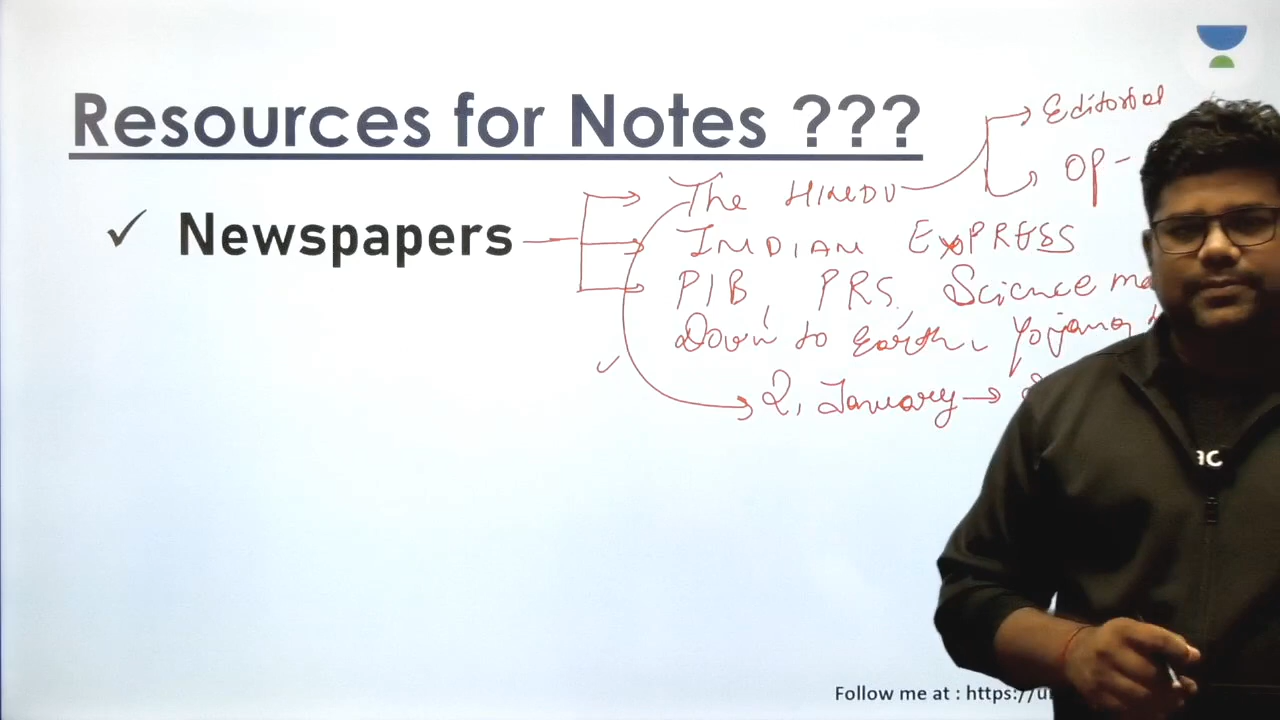 Resources for Notes ???
Editorial
OP -
✓ Newspapers
The HINDU
INDIAN EXPRESS
PIB, PRS, Science
Down to Earth, Yojana
2, January →
ac
Follow me at : https://u